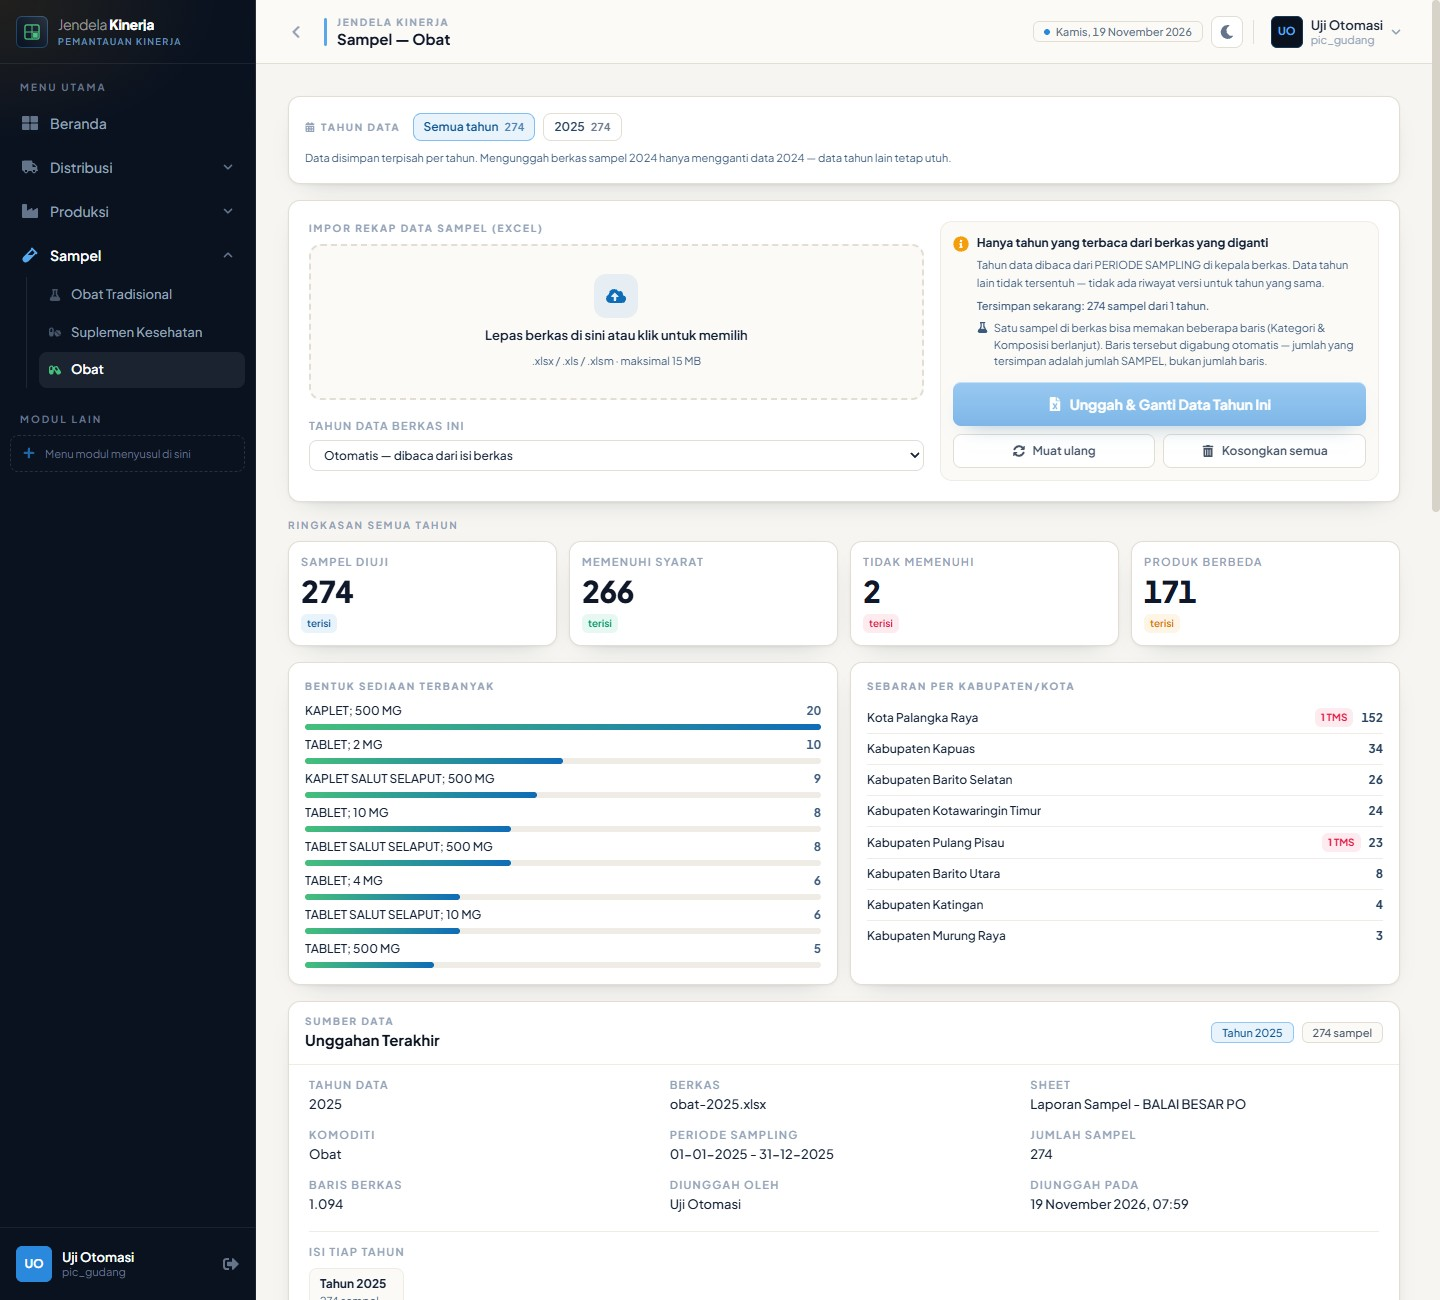 Jendela Kinerja
PEMANTAUAN KINERJA
MENU UTAMA
Beranda
Distribusi
Produksi
Sampel
Obat Tradisional
Suplemen Kesehatan
Obat
MODUL LAIN
Menu modul menyusul di sini
UO
Uji Otomasi
pic_gudang
JENDELA KINERJA
Sampel — Obat
Kamis, 19 November 2026
UO
Uji Otomasi
pic_gudang
TAHUN DATA
Semua tahun 274
2025 274
Data disimpan terpisah per tahun. Mengunggah berkas sampel 2024 hanya mengganti data 2024 — data tahun lain tetap utuh.
IMPOR REKAP DATA SAMPEL (EXCEL)
Lepas berkas di sini atau klik untuk memilih
.xlsx / .xls / .xlsm · maksimal 15 MB
TAHUN DATA BERKAS INI
Otomatis — dibaca dari isi berkas
Hanya tahun yang terbaca dari berkas yang diganti
Tahun data dibaca dari PERIODE SAMPLING di kepala berkas. Data tahun
lain tidak tersentuh — tidak ada riwayat versi untuk tahun yang sama.
Tersimpan sekarang: 274 sampel dari 1 tahun.
Satu sampel di berkas bisa memakan beberapa baris (Kategori &
Komposisi berlanjut). Baris tersebut digabung otomatis — jumlah yang
tersimpan adalah jumlah SAMPEL, bukan jumlah baris.
Unggah & Ganti Data Tahun Ini
Muat ulang
Kosongkan semua
RINGKASAN SEMUA TAHUN
SAMPEL DIUJI
274
terisi
MEMENUHI SYARAT
266
terisi
TIDAK MEMENUHI
2
terisi
PRODUK BERBEDA
171
terisi
BENTUK SEDIAAN TERBANYAK
KAPLET; 500 MG 20
TABLET; 2 MG 10
KAPLET SALUT SELAPUT; 500 MG 9
TABLET; 10 MG 8
TABLET SALUT SELAPUT; 500 MG 8
TABLET; 4 MG 6
TABLET SALUT SELAPUT; 10 MG 6
TABLET; 500 MG 5
SEBARAN PER KABUPATEN/KOTA
Kota Palangka Raya 1 TMS 152
Kabupaten Kapuas 34
Kabupaten Barito Selatan 26
Kabupaten Kotawaringin Timur 24
Kabupaten Pulang Pisau 1 TMS 23
Kabupaten Barito Utara 8
Kabupaten Katingan 4
Kabupaten Murung Raya 3
SUMBER DATA
Unggahan Terakhir
Tahun 2025
274 sampel
TAHUN DATA
2025
BERKAS
obat-2025.xlsx
SHEET
Laporan Sampel - BALAI BESAR PO
KOMODITI
Obat
PERIODE SAMPLING
01-01-2025 - 31-12-2025
JUMLAH SAMPEL
274
BARIS BERKAS
1.094
DIUNGGAH OLEH
Uji Otomasi
DIUNGGAH PADA
19 November 2026, 07:59
ISI TIAP TAHUN
Tahun 2025
274 sampel